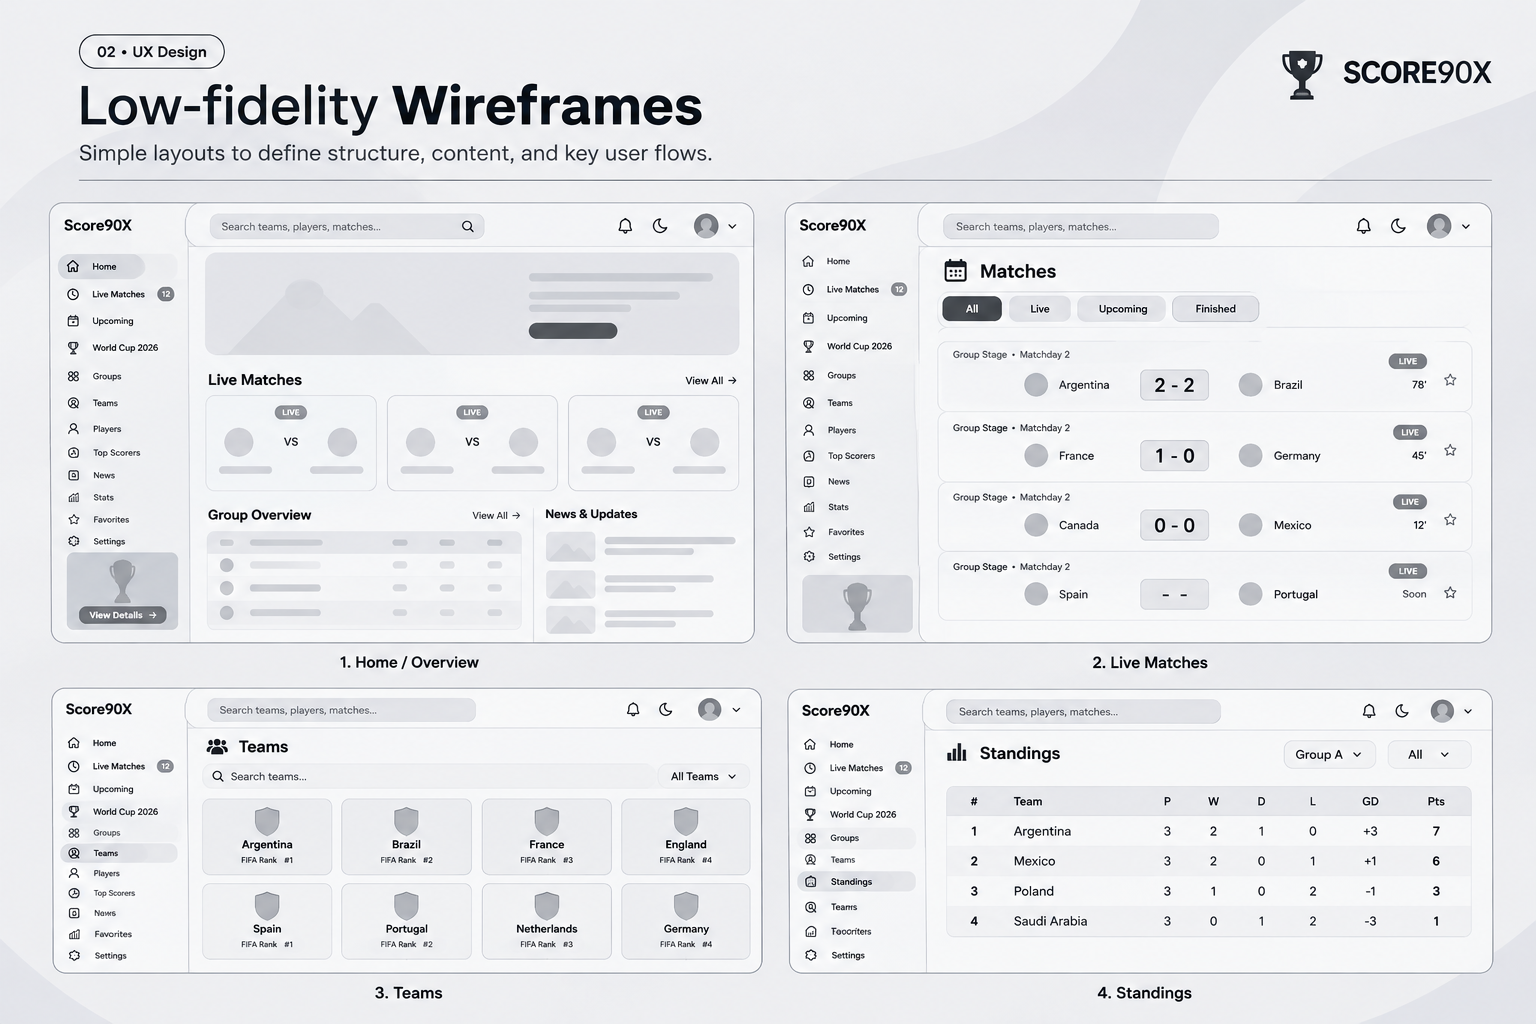 02 • UX Design
SCORE90X
Low-fidelity Wireframes
Simple layouts to define structure, content, and key user flows.
Score90X
Search teams, players, matches...
Home
Live Matches 12
Upcoming
World Cup 2026
Groups
Teams
Players
Top Scorers
News
Stats
Favorites
Settings
View Details →
Live Matches
View All →
LIVE
VS
LIVE
VS
LIVE
VS
Group Overview
View All →
News & Updates
1. Home / Overview
Score90X
Search teams, players, matches...
Home
Live Matches 12
Upcoming
World Cup 2026
Groups
Teams
Players
Top Scorers
News
Stats
Favorites
Settings
Matches
All Live Upcoming Finished
Group Stage • Matchday 2
LIVE
Argentina 2 - 2 Brazil 78'
Group Stage • Matchday 2
LIVE
France 1 - 0 Germany 45'
Group Stage • Matchday 2
LIVE
Canada 0 - 0 Mexico 12'
Group Stage • Matchday 2
LIVE
Spain - - Portugal Soon
2. Live Matches
Score90X
Search teams, players, matches...
Home
Live Matches 12
Upcoming
World Cup 2026
Groups
Teams
Players
Top Scorers
News
Favorites
Settings
Teams
Search teams...
All Teams
Argentina
FIFA Rank #1
Brazil
FIFA Rank #2
France
FIFA Rank #3
England
FIFA Rank #4
Spain
FIFA Rank #1
Portugal
FIFA Rank #2
Netherlands
FIFA Rank #3
Germany
FIFA Rank #4
3. Teams
Score90X
Search teams, players, matches...
Home
Live Matches 12
Upcoming
World Cup 2026
Groups
Teams
Standings
Teams
Settings
Standings
Group A
All
# Team P W D L GD Pts
1 Argentina 3 2 1 0 +3 7
2 Mexico 3 2 0 1 +1 6
3 Poland 3 1 0 2 -1 3
4 Saudi Arabia 3 0 1 2 -3 1
4. Standings